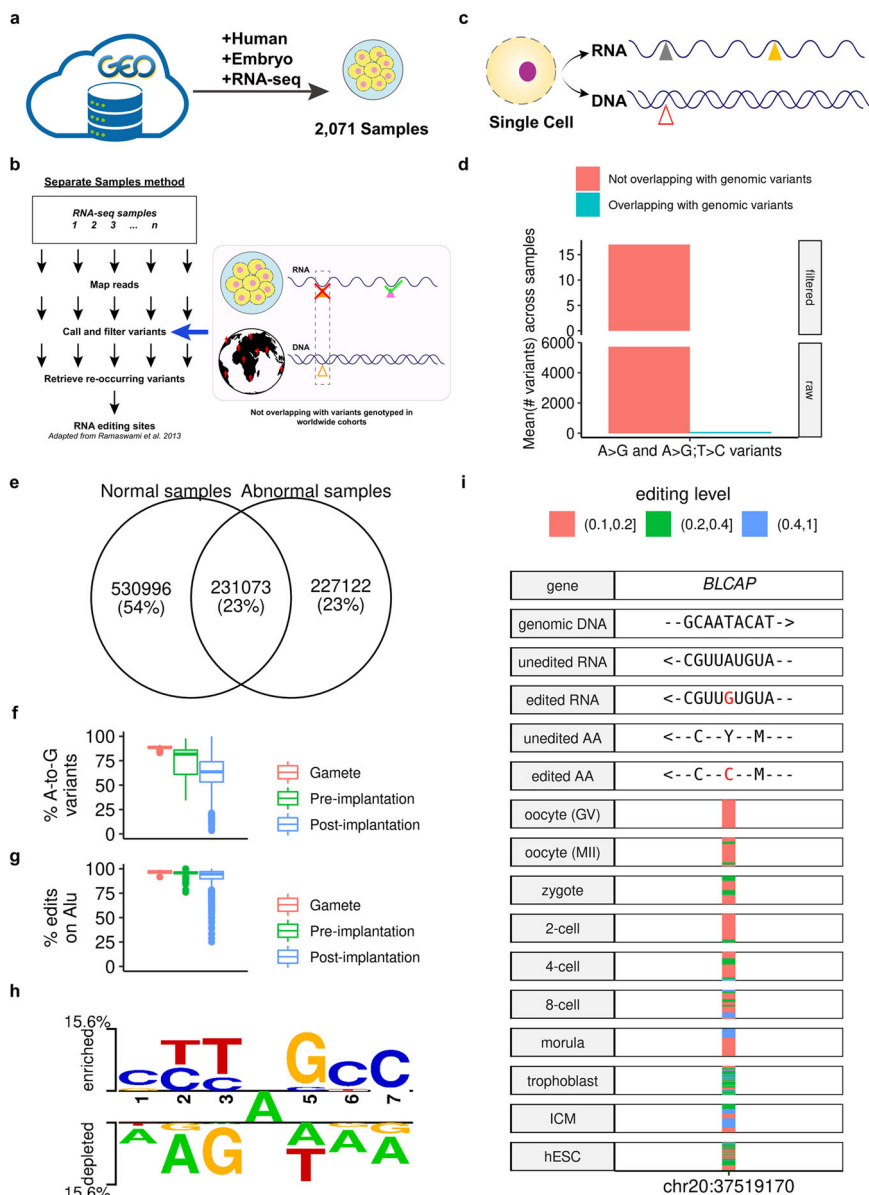 a
GEO
+Human
+Embryo
+RNA-seq
2,071 Samples
b
Separate Samples method
RNA-seq samples
1 2 3 ... n
Map reads
Call and filter variants
Retrieve re-occurring variants
RNA editing sites
Adapted from Ramaswami et al. 2013
RNA
DNA
Not overlapping with variants genotyped in
worldwide cohorts
c
Single Cell
RNA
DNA
d
Not overlapping with genomic variants
Overlapping with genomic variants
Mean(# variants) across samples
15
10
5
0
filtered
6000
4000
2000
0
raw
A>G and A>G;T>C variants
e
Normal samples
Abnormal samples
530996
(54%)
231073
(23%)
227122
(23%)
f
% A-to-G
variants
100
75
50
25
0
Gamete
Pre-implantation
Post-implantation
g
% edits
on Alu
100
75
50
25
0
Gamete
Pre-implantation
Post-implantation
h
15.6%
enriched
C C T C T A G C C
1 2 3 5 6 7
depleted
A A G A T A A
15.6%
i
editing level
(0.1,0.2] (0.2,0.4] (0.4,1]
gene BLCAP
genomic DNA --GCAATACAT->
unedited RNA <-CGUUAUGUA--
edited RNA <-CGUUGUGUA--
unedited AA <--C--Y--M---
edited AA <--C--C--M---
oocyte (GV)
oocyte (MII)
zygote
2-cell
4-cell
8-cell
morula
trophoblast
ICM
hESC
chr20:37519170